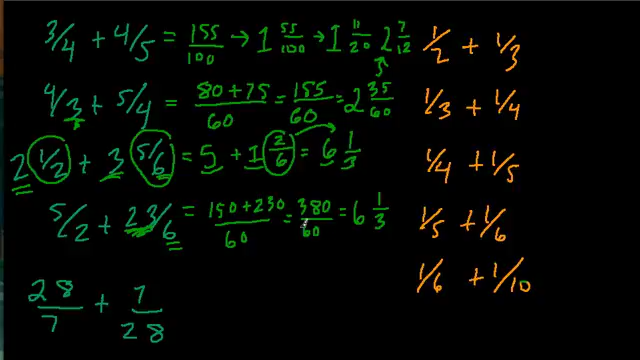 3/4 + 4/5 = 155/100 → 1 55/100 → 1 11/20
4/3 + 5/4 = 80+75/60 = 155/60 = 2 35/60 2 7/12
2 1/2 + 3 5/6 = 5 + 1 2/6 = 6 1/3
5/2 + 23/6 = 150+230/60 = 380/60 = 6 1/3
28/7 + 7/28
1/2 + 1/3
1/3 + 1/4
1/4 + 1/5
1/5 + 1/6
1/6 + 1/10